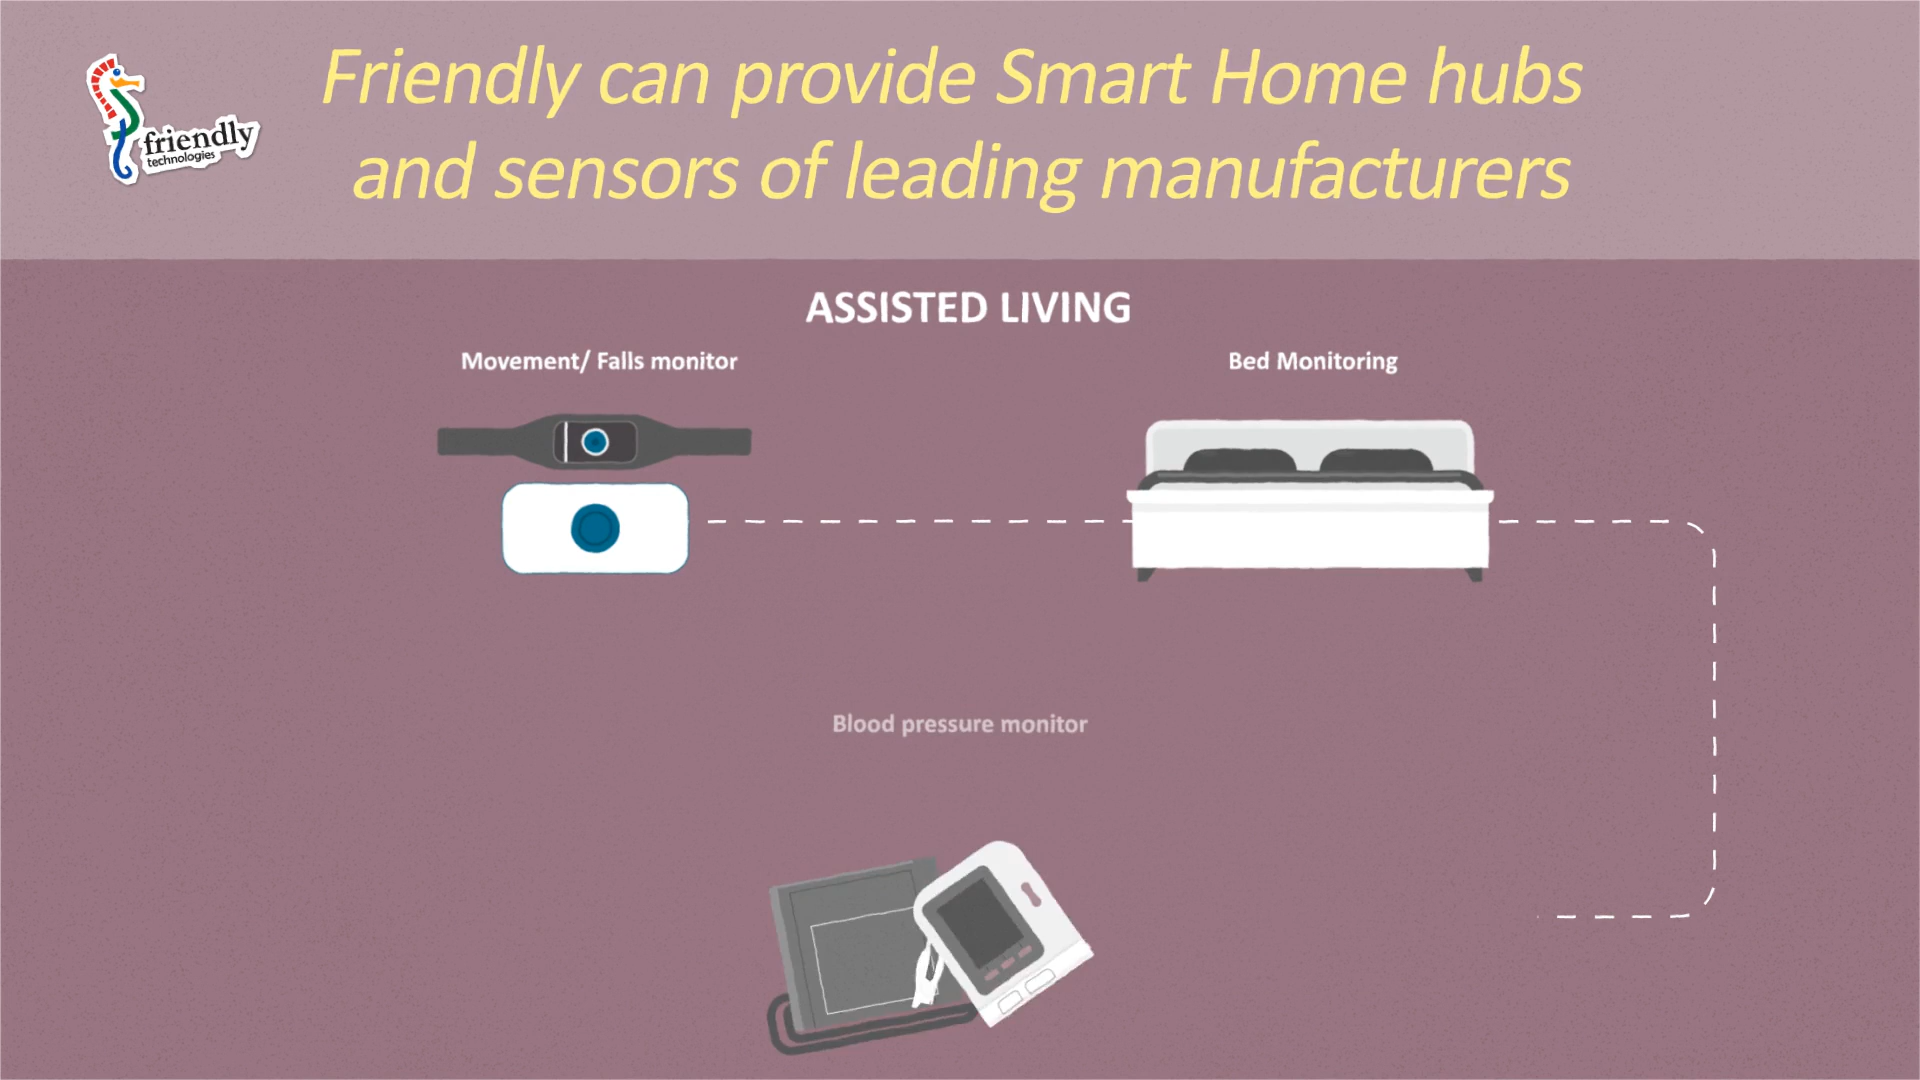 friendly
technologies
Friendly can provide Smart Home hubs
and sensors of leading manufacturers
ASSISTED LIVING
Movement/ Falls monitor
Bed Monitoring
Blood pressure monitor